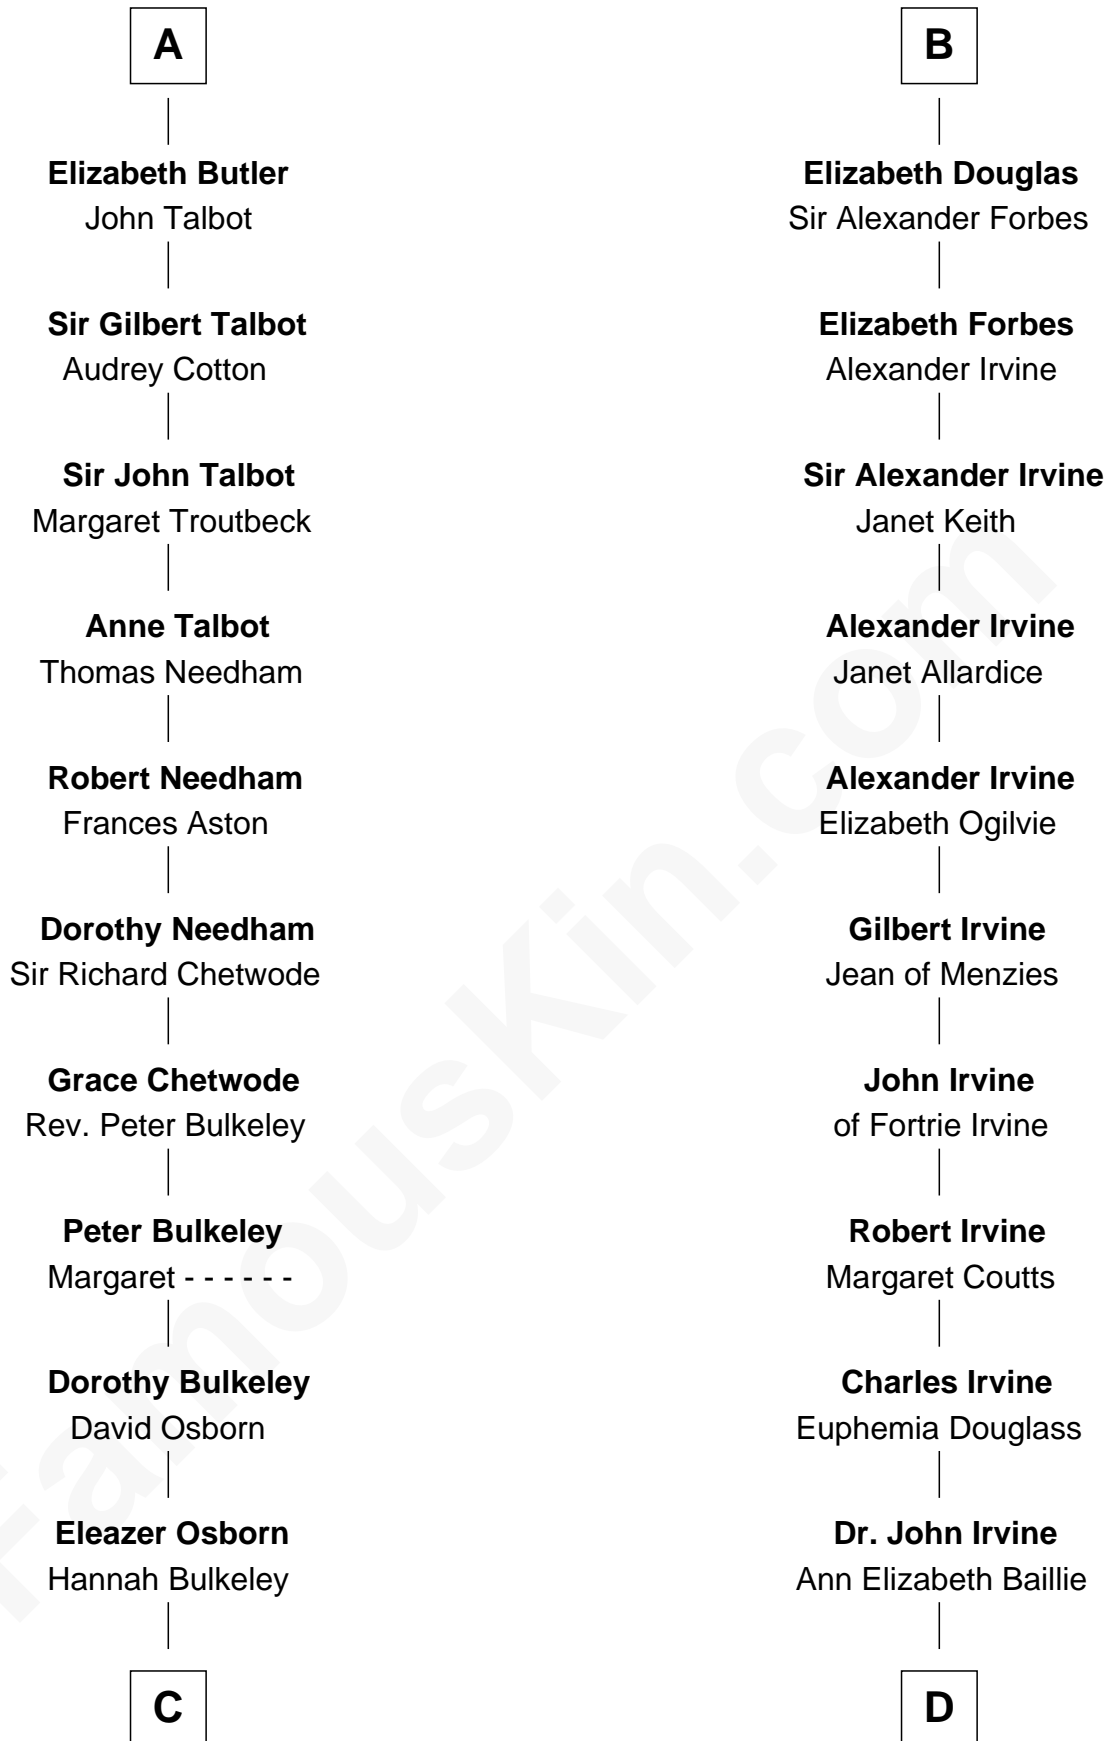 A
Elizabeth Butler
John Talbot
Sir Gilbert Talbot
Audrey Cotton
Sir John Talbot
Margaret Troutbeck
Anne Talbot
Thomas Needham
Robert Needham
Frances Aston
Dorothy Needham
Sir Richard Chetwode
Grace Chetwode
Rev. Peter Bulkeley
Peter Bulkeley
Margaret - - - - - -
Dorothy Bulkeley
David Osborn
Eleazer Osborn
Hannah Bulkeley
C
B
Elizabeth Douglas
Sir Alexander Forbes
Elizabeth Forbes
Alexander Irvine
Sir Alexander Irvine
Janet Keith
Alexander Irvine
Janet Allardice
Alexander Irvine
Elizabeth Ogilvie
Gilbert Irvine
Jean of Menzies
John Irvine
of Fortrie Irvine
Robert Irvine
Margaret Coutts
Charles Irvine
Euphemia Douglass
Dr. John Irvine
Ann Elizabeth Baillie
D
FamousKin.com